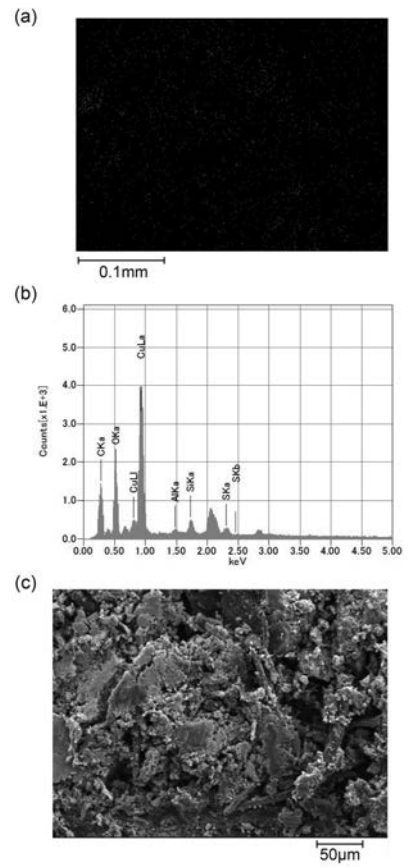 (a)
0.1mm
(b)
6.0
5.0
4.0
3.0
2.0
1.0
0.0
Counts[x1.E+3]
CKa
OKa
CuLl
CuLa
AlKa
SiKa
SKa
SKb
0.00 0.50 1.00 1.50 2.00 2.50 3.00 3.50 4.00 4.50 5.00
keV
(c)
50μm